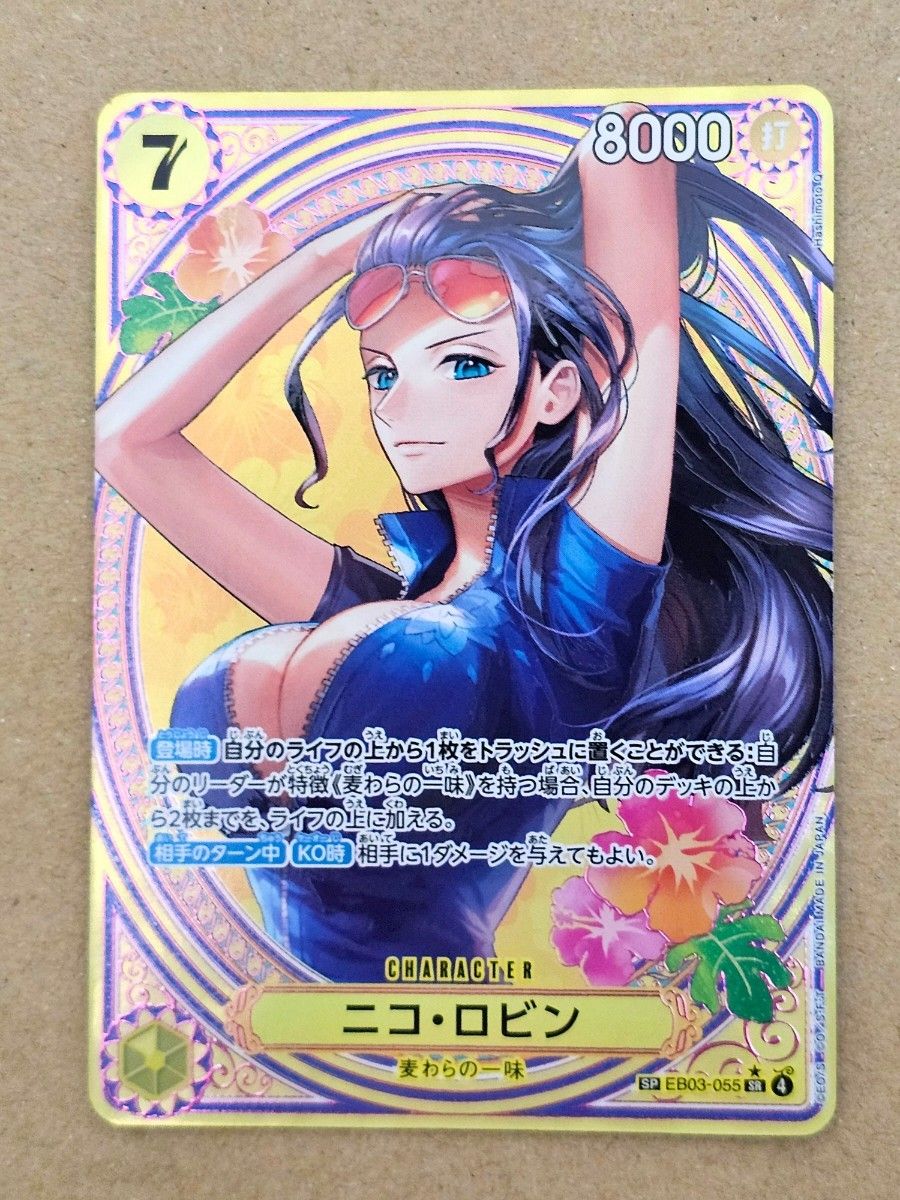 7
8000 打
Hashimoto Q
登場時 自分のライフの上から1枚をトラッシュに置くことができる:自
分のリーダーが特徴《麦わらの一味》を持つ場合、自分のデッキの上か
ら2枚までを、ライフの上に加える。
相手のターン中 KO時 相手に1ダメージを与えてもよい。
CHARACTER
ニコ・ロビン
麦わらの一味
SP EB03-055 SR 4
BANDAI MADE IN JAPAN